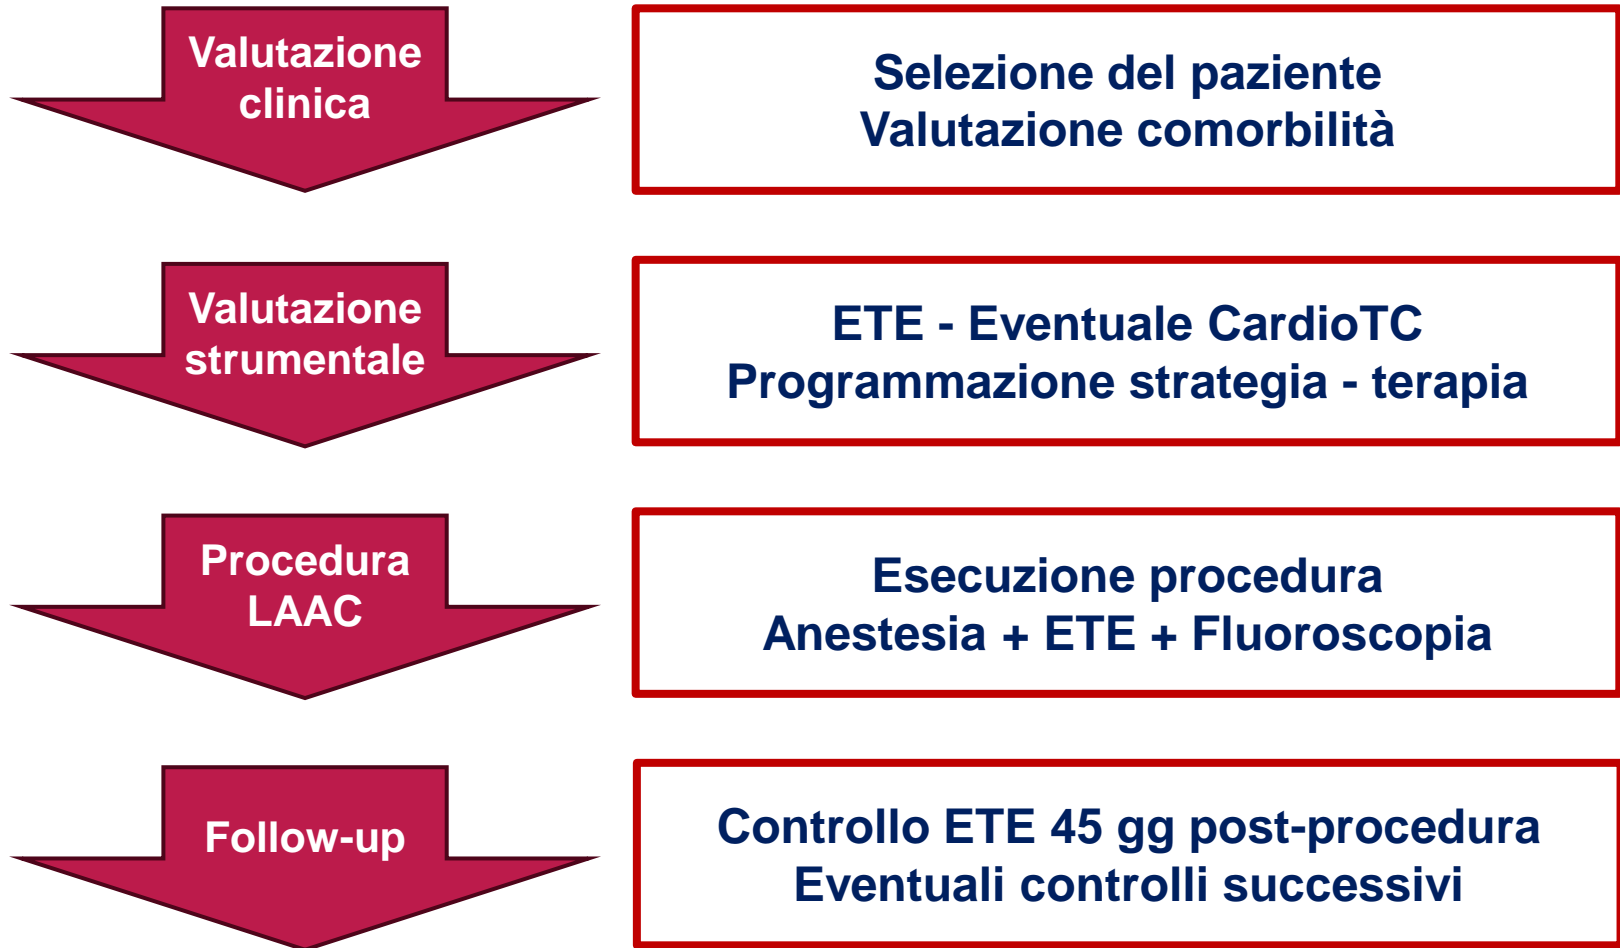 Valutazione
clinica
Selezione del paziente
Valutazione comorbilità
Valutazione
strumentale
ETE - Eventuale CardioTC
Programmazione strategia - terapia
Procedura
LAAC
Esecuzione procedura
Anestesia + ETE + Fluoroscopia
Follow-up
Controllo ETE 45 gg post-procedura
Eventuali controlli successivi